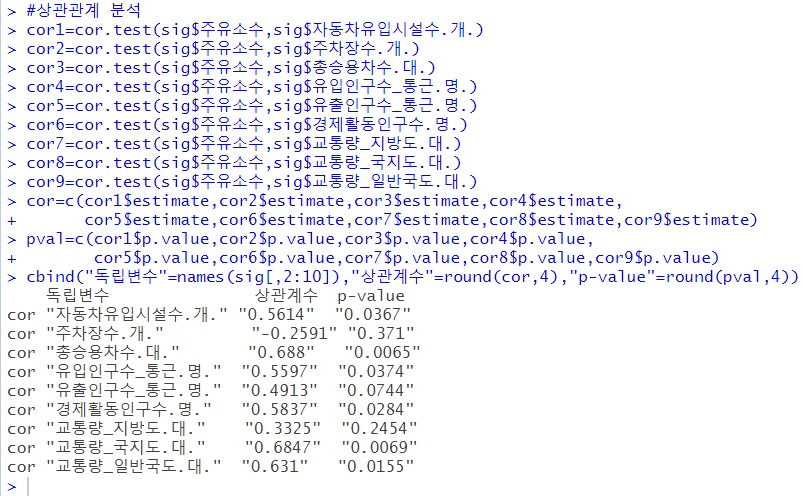 > #상관관계 분석
> cor1=cor.test(sig$주유소수,sig$자동차유입시설수.개.)
> cor2=cor.test(sig$주유소수,sig$주차장수.개.)
> cor3=cor.test(sig$주유소수,sig$총승용차수.대.)
> cor4=cor.test(sig$주유소수,sig$유입인구수_통근.명.)
> cor5=cor.test(sig$주유소수,sig$유출인구수_통근.명.)
> cor6=cor.test(sig$주유소수,sig$경제활동인구수.명.)
> cor7=cor.test(sig$주유소수,sig$교통량_지방도.대.)
> cor8=cor.test(sig$주유소수,sig$교통량_국지도.대.)
> cor9=cor.test(sig$주유소수,sig$교통량_일반국도.대.)
> cor=c(cor1$estimate,cor2$estimate,cor3$estimate,cor4$estimate,
+ cor5$estimate,cor6$estimate,cor7$estimate,cor8$estimate,cor9$estimate)
> pval=c(cor1$p.value,cor2$p.value,cor3$p.value,cor4$p.value,
+ cor5$p.value,cor6$p.value,cor7$p.value,cor8$p.value,cor9$p.value)
> cbind("독립변수"=names(sig[,2:10]),"상관계수"=round(cor,4),"p-value"=round(pval,4))
독립변수 상관계수 p-value
cor "자동차유입시설수.개." "0.5614" "0.0367"
cor "주차장수.개." "-0.2591" "0.371"
cor "총승용차수.대." "0.688" "0.0065"
cor "유입인구수_통근.명." "0.5597" "0.0374"
cor "유출인구수_통근.명." "0.4913" "0.0744"
cor "경제활동인구수.명." "0.5837" "0.0284"
cor "교통량_지방도.대." "0.3325" "0.2454"
cor "교통량_국지도.대." "0.6847" "0.0069"
cor "교통량_일반국도.대." "0.631" "0.0155"
>